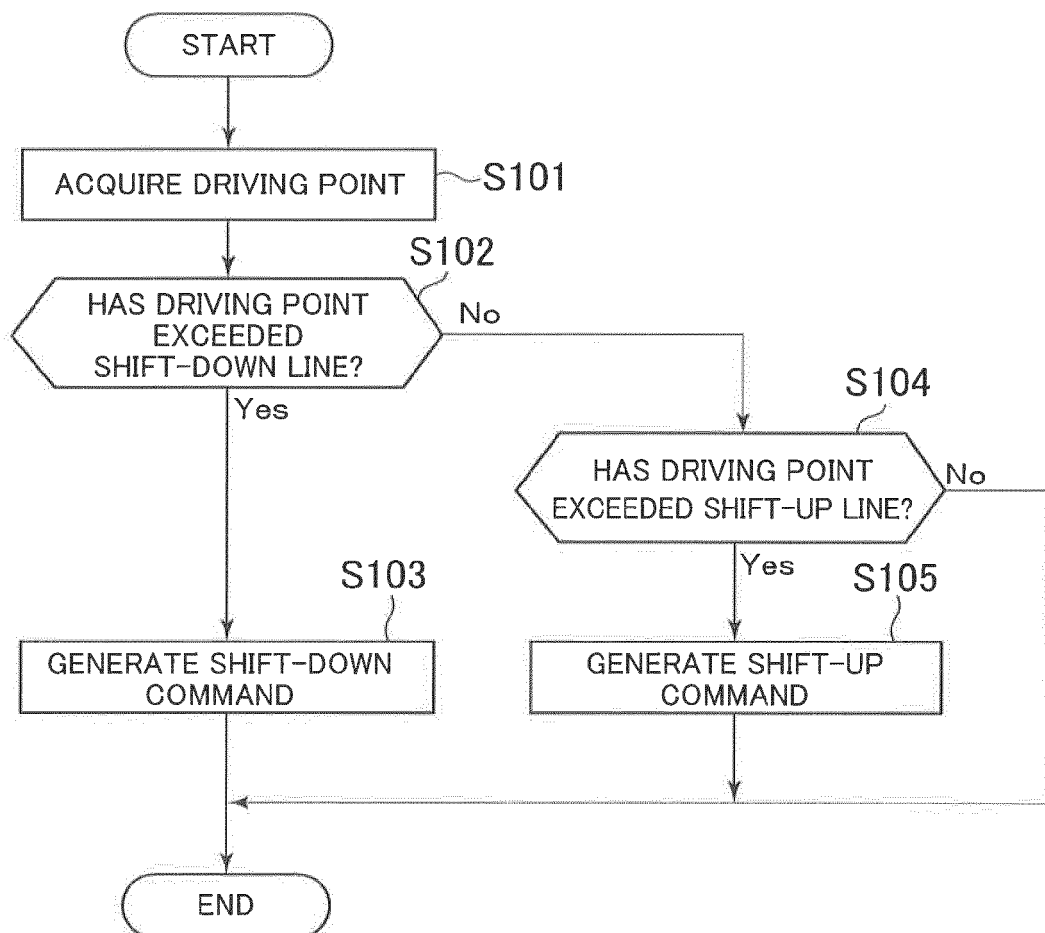 START
ACQUIRE DRIVING POINT
S101
S102
HAS DRIVING POINT
EXCEEDED
SHIFT-DOWN LINE?
No
Yes
S104
HAS DRIVING POINT
EXCEEDED SHIFT-UP LINE?
No
Yes
S103
GENERATE SHIFT-DOWN
COMMAND
S105
GENERATE SHIFT-UP
COMMAND
END